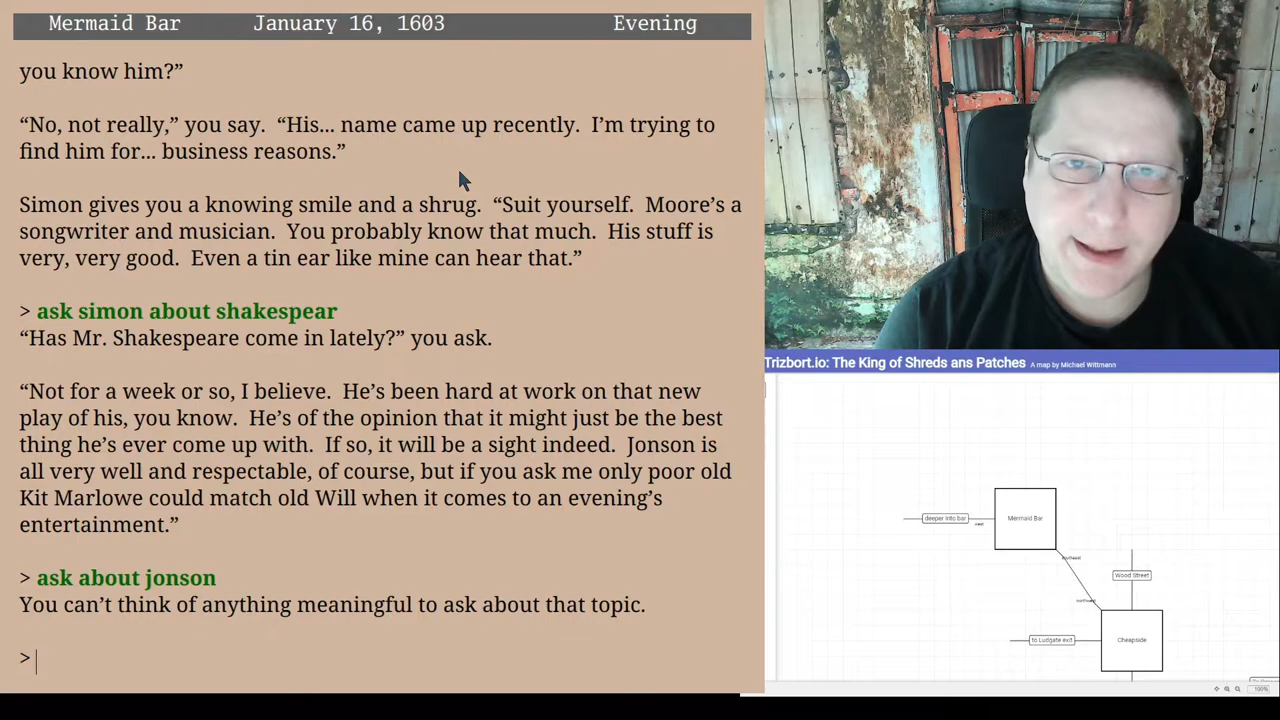 Mermaid Bar January 16, 1603 Evening
you know him?”
“No, not really,” you say. “His... name came up recently. I’m trying to
find him for... business reasons.”
Simon gives you a knowing smile and a shrug. “Suit yourself. Moore’s a
songwriter and musician. You probably know that much. His stuff is
very, very good. Even a tin ear like mine can hear that.”
> ask simon about shakespear
“Has Mr. Shakespeare come in lately?” you ask.
“Not for a week or so, I believe. He’s been hard at work on that new
play of his, you know. He’s of the opinion that it might just be the best
thing he’s ever come up with. If so, it will be a sight indeed. Jonson is
all very well and respectable, of course, but if you ask me only poor old
Kit Marlowe could match old Will when it comes to an evening’s
entertainment.”
> ask about jonson
You can’t think of anything meaningful to ask about that topic.
>
Trizbort.io: The King of Shreds ans Patches A map by Michael Wittmann
deeper into bar
west
Mermaid Bar
southeast
Wood Street
northwest
to Ludgate exit
Cheapside
100%